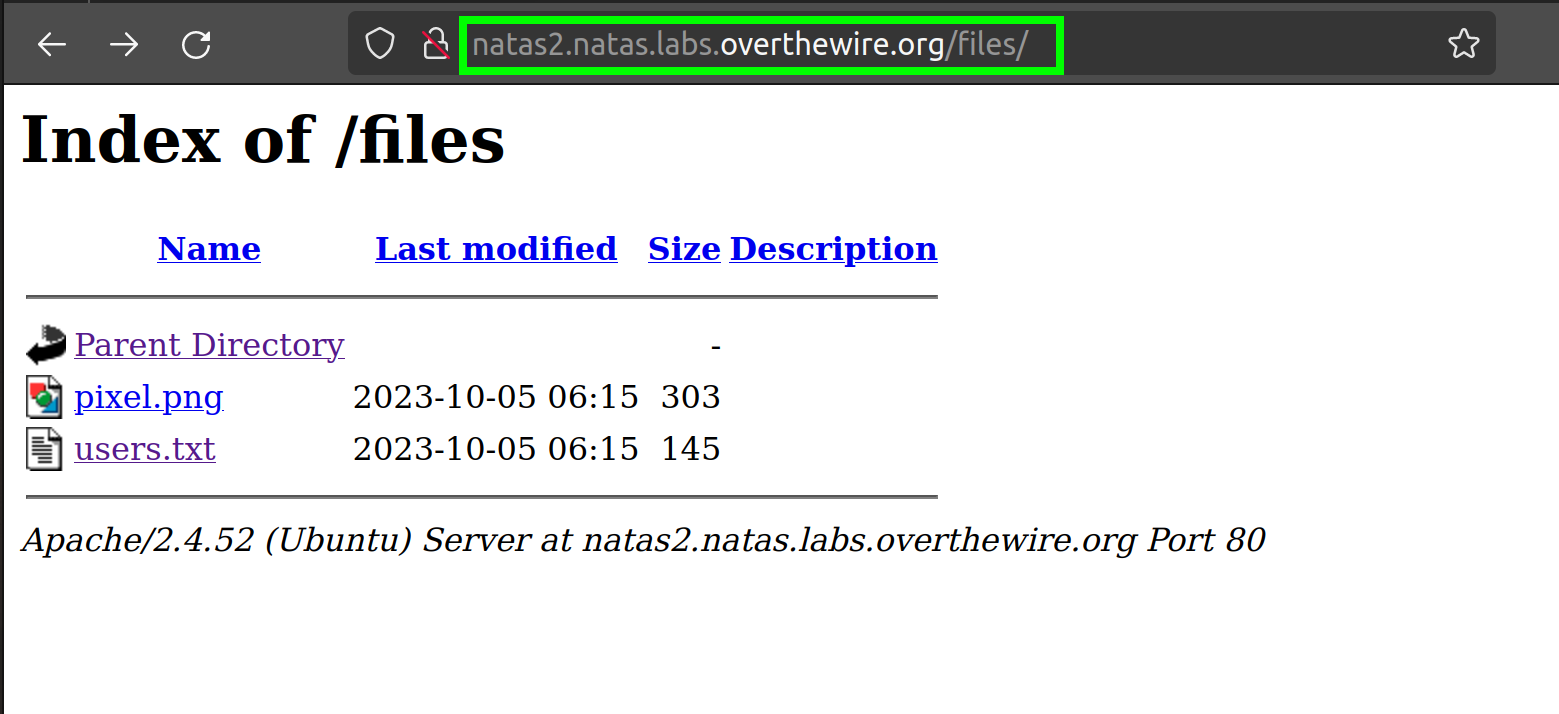 natas2.natas.labs.overthewire.org/files/
Index of /files
Name Last modified Size Description
Parent Directory -
pixel.png 2023-10-05 06:15 303
users.txt 2023-10-05 06:15 145
Apache/2.4.52 (Ubuntu) Server at natas2.natas.labs.overthewire.org Port 80